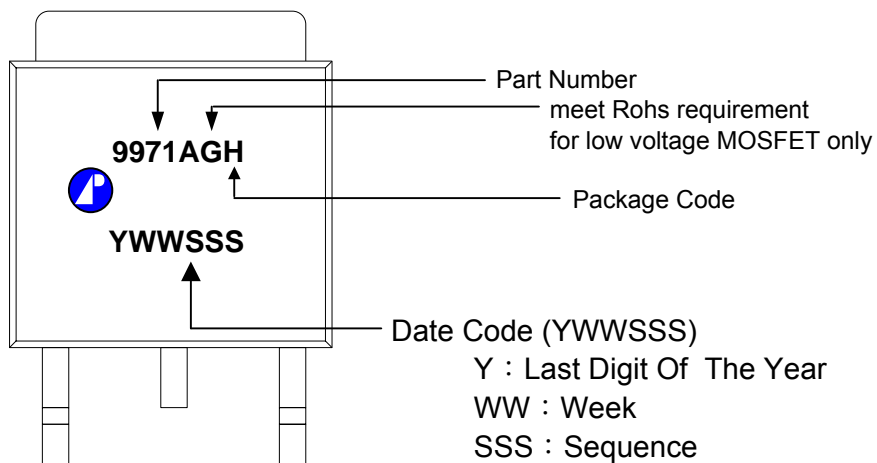 Part Number
meet Rohs requirement
for low voltage MOSFET only
9971AGH
Package Code
YWWSSS
Date Code (YWWSSS)
Y：Last Digit Of The Year
WW：Week
SSS：Sequence